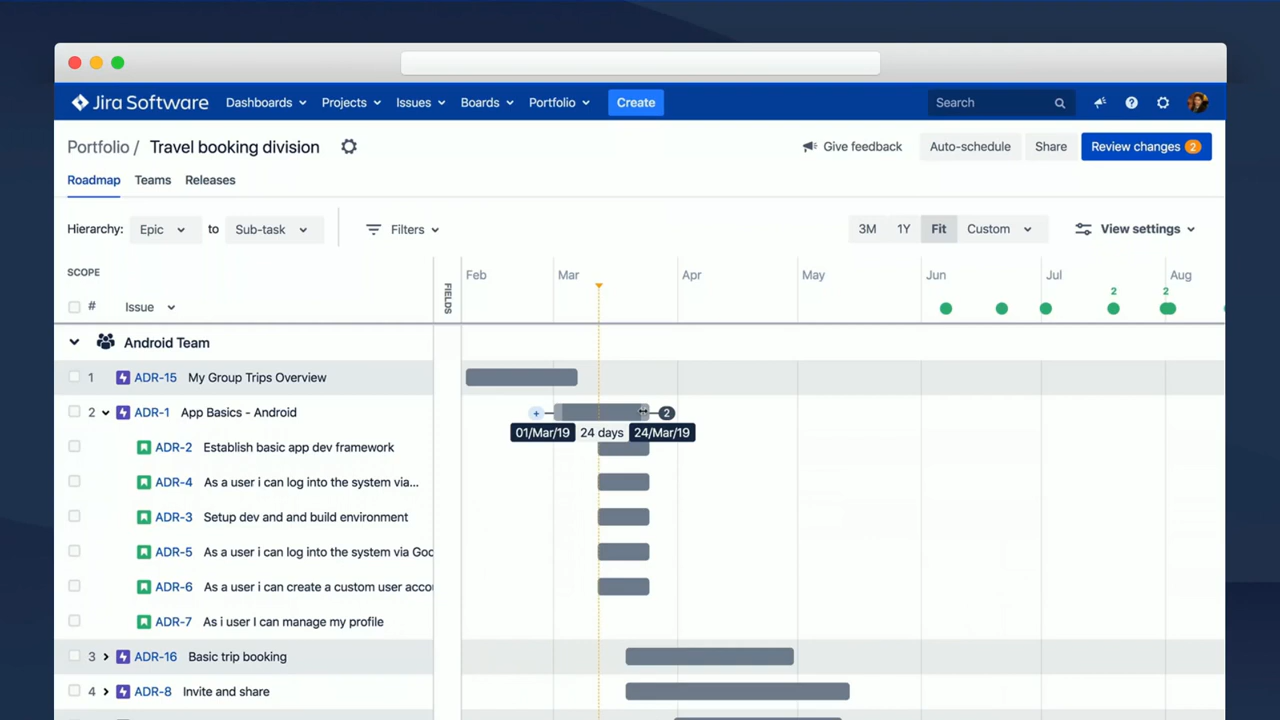 Jira Software Dashboards Projects Issues Boards Portfolio Create Search
Portfolio / Travel booking division Give feedback Auto-schedule Share Review changes 2
Roadmap Teams Releases
Hierarchy: Epic to Sub-task Filters 3M 1Y Fit Custom View settings
SCOPE FIELDS Feb Mar Apr May Jun Jul Aug
2 2
# Issue
Android Team
1 ADR-15 My Group Trips Overview
2 ADR-1 App Basics - Android + 2
01/Mar/19 24 days 24/Mar/19
ADR-2 Establish basic app dev framework
ADR-4 As a user i can log into the system via...
ADR-3 Setup dev and and build environment
ADR-5 As a user i can log into the system via Goo
ADR-6 As a user i can create a custom user accou
ADR-7 As i user I can manage my profile
3 ADR-16 Basic trip booking
4 ADR-8 Invite and share